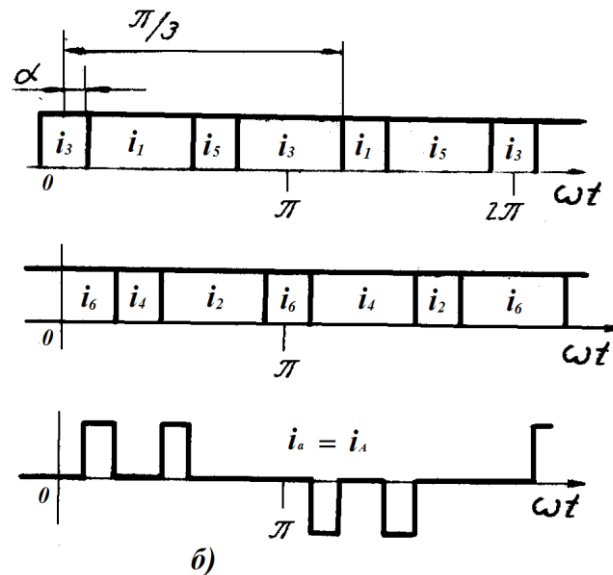 π/3
α
i₃ i₁ i₅ i₃ i₁ i₅ i₃
0 π 2π ωt
i₆ i₄ i₂ i₆ i₄ i₂ i₆
0 π ωt
iₐ = i_A
0 π ωt
б)